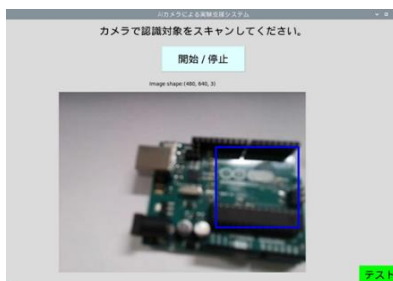 AIカメラによる実験支援システム
カメラで認識対象をスキャンしてください。
開始 / 停止
Image shape: (480, 640, 3)
テスト